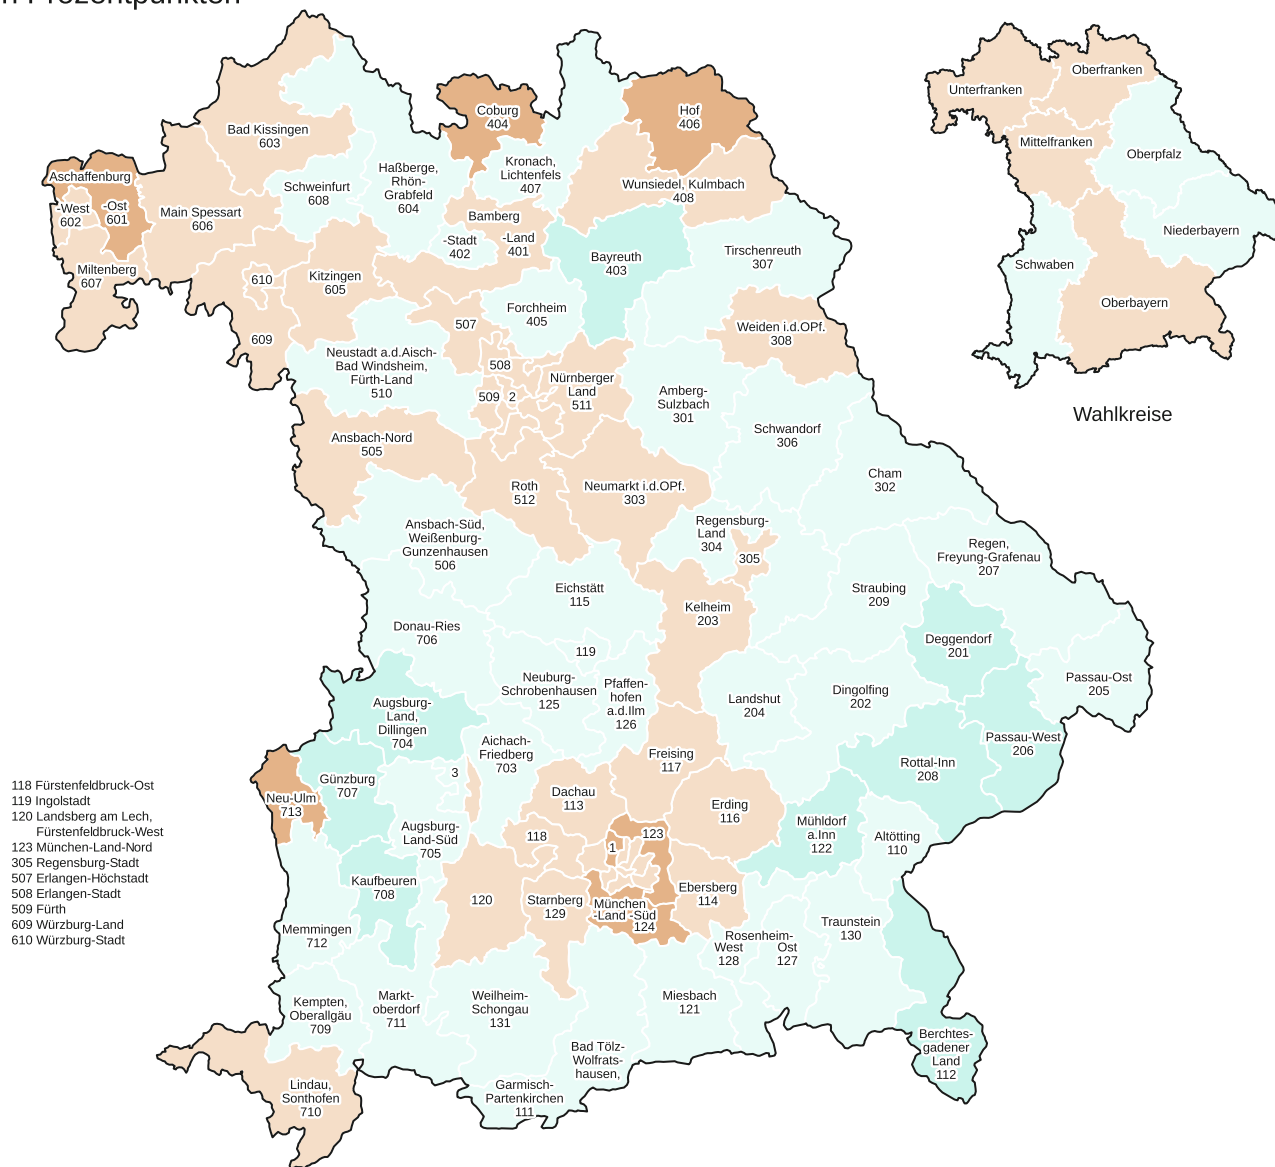 n Prozentpunkten
Unterfranken
Oberfranken
Mittelfranken
Oberpfalz
Niederbayern
Schwaben
Oberbayern
Wahlkreise
Coburg
404
Hof
406
Bad Kissingen
603
Kronach,
Lichtenfels
407
Haßberge,
Rhön-
Grabfeld
604
Aschaffenburg
-West
602
-Ost
601
Schweinfurt
608
Wunsiedel, Kulmbach
408
Main Spessart
606
Bamberg
-Stadt
402
-Land
401
Bayreuth
403
Tirschenreuth
307
Miltenberg
607
610
Kitzingen
605
Forchheim
405
507
Weiden i.d.OPf.
308
609
Neustadt a.d.Aisch-
Bad Windsheim,
Fürth-Land
510
508
509
2
Nürnberger
Land
511
Amberg-
Sulzbach
301
Schwandorf
306
Ansbach-Nord
505
Cham
302
Roth
512
Neumarkt i.d.OPf.
303
Ansbach-Süd,
Weißenburg-
Gunzenhausen
506
Regensburg-
Land
304
305
Regen,
Freyung-Grafenau
207
Eichstätt
115
Straubing
209
Kelheim
203
Donau-Ries
706
Deggendorf
201
119
Neuburg-
Schrobenhausen
125
Pfaffen-
hofen
a.d.Ilm
126
Landshut
204
Dingolfing
202
Passau-Ost
205
Augsburg-
Land,
Dillingen
704
Aichach-
Friedberg
703
Passau-West
206
Freising
117
Rottal-Inn
208
3
Günzburg
707
Neu-Ulm
713
Dachau
113
Erding
116
Mühldorf
a.Inn
122
Altötting
110
Augsburg-
Land-Süd
705
118
123
1
Kaufbeuren
708
120
Starnberg
129
München
-Land -Süd
124
Ebersberg
114
Memmingen
712
Rosenheim-
West
128
Ost
127
Traunstein
130
Kempten,
Oberallgäu
709
Markt-
oberdorf
711
Weilheim-
Schongau
131
Miesbach
121
Bad Tölz-
Wolfrats-
hausen,
Garmisch-
Partenkirchen
111
Berchtes-
gadener
Land
112
Lindau,
Sonthofen
710
118 Fürstenfeldbruck-Ost
119 Ingolstadt
120 Landsberg am Lech,
Fürstenfeldbruck-West
123 München-Land-Nord
305 Regensburg-Stadt
507 Erlangen-Höchstadt
508 Erlangen-Stadt
509 Fürth
609 Würzburg-Land
610 Würzburg-Stadt